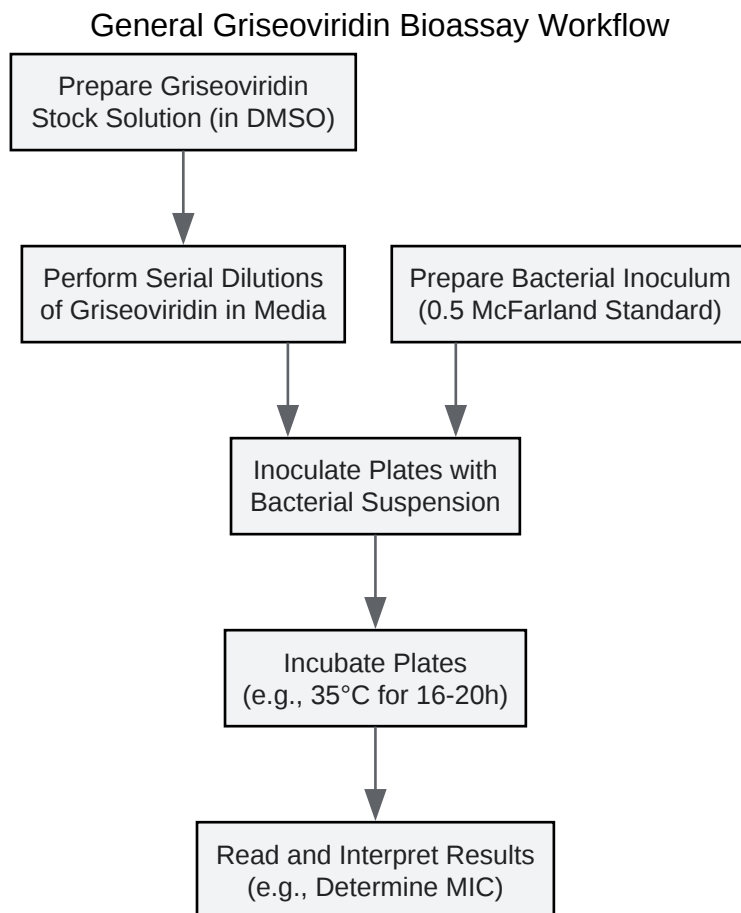 General Griseoviridin Bioassay Workflow
Prepare Griseoviridin
Stock Solution (in DMSO)
Perform Serial Dilutions
of Griseoviridin in Media
Prepare Bacterial Inoculum
(0.5 McFarland Standard)
Inoculate Plates with
Bacterial Suspension
Incubate Plates
(e.g., 35°C for 16-20h)
Read and Interpret Results
(e.g., Determine MIC)